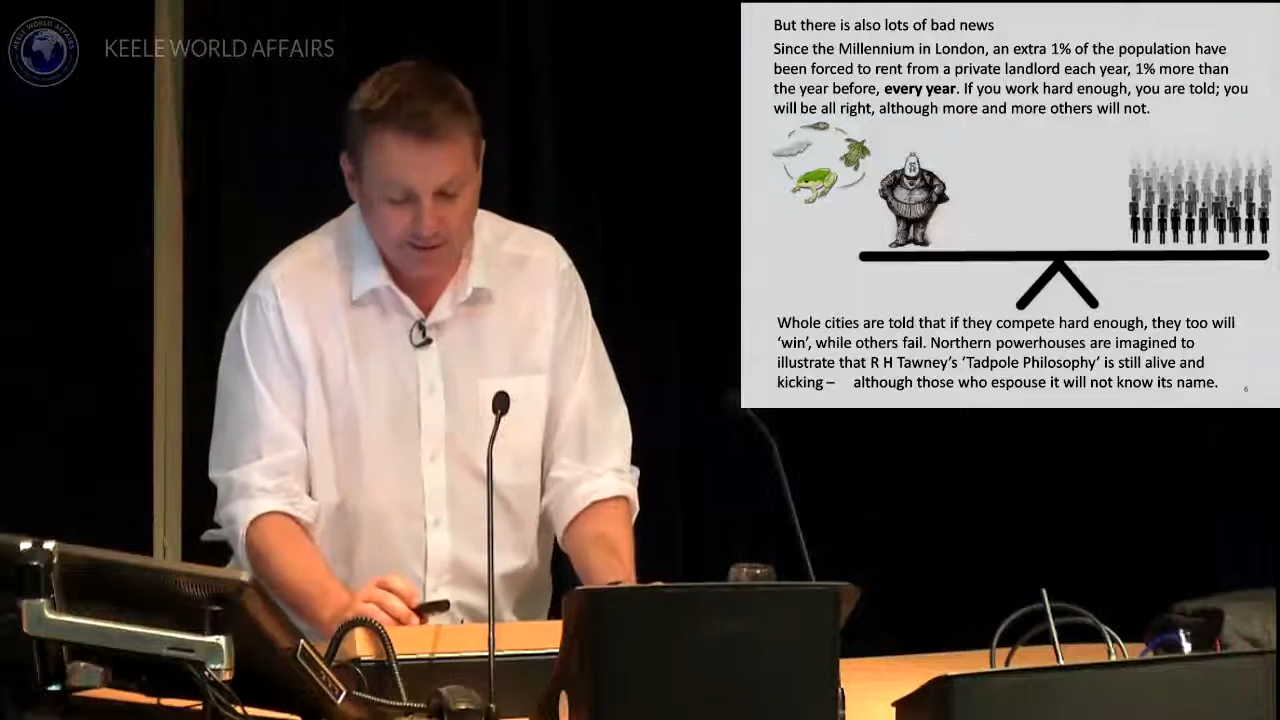 KEELE WORLD AFFAIRS
But there is also lots of bad news
Since the Millennium in London, an extra 1% of the population have
been forced to rent from a private landlord each year, 1% more than
the year before, every year. If you work hard enough, you are told; you
will be all right, although more and more others will not.
Whole cities are told that if they compete hard enough, they too will
‘win’, while others fail. Northern powerhouses are imagined to
illustrate that R H Tawney’s ‘Tadpole Philosophy’ is still alive and
kicking – although those who espouse it will not know its name.
6